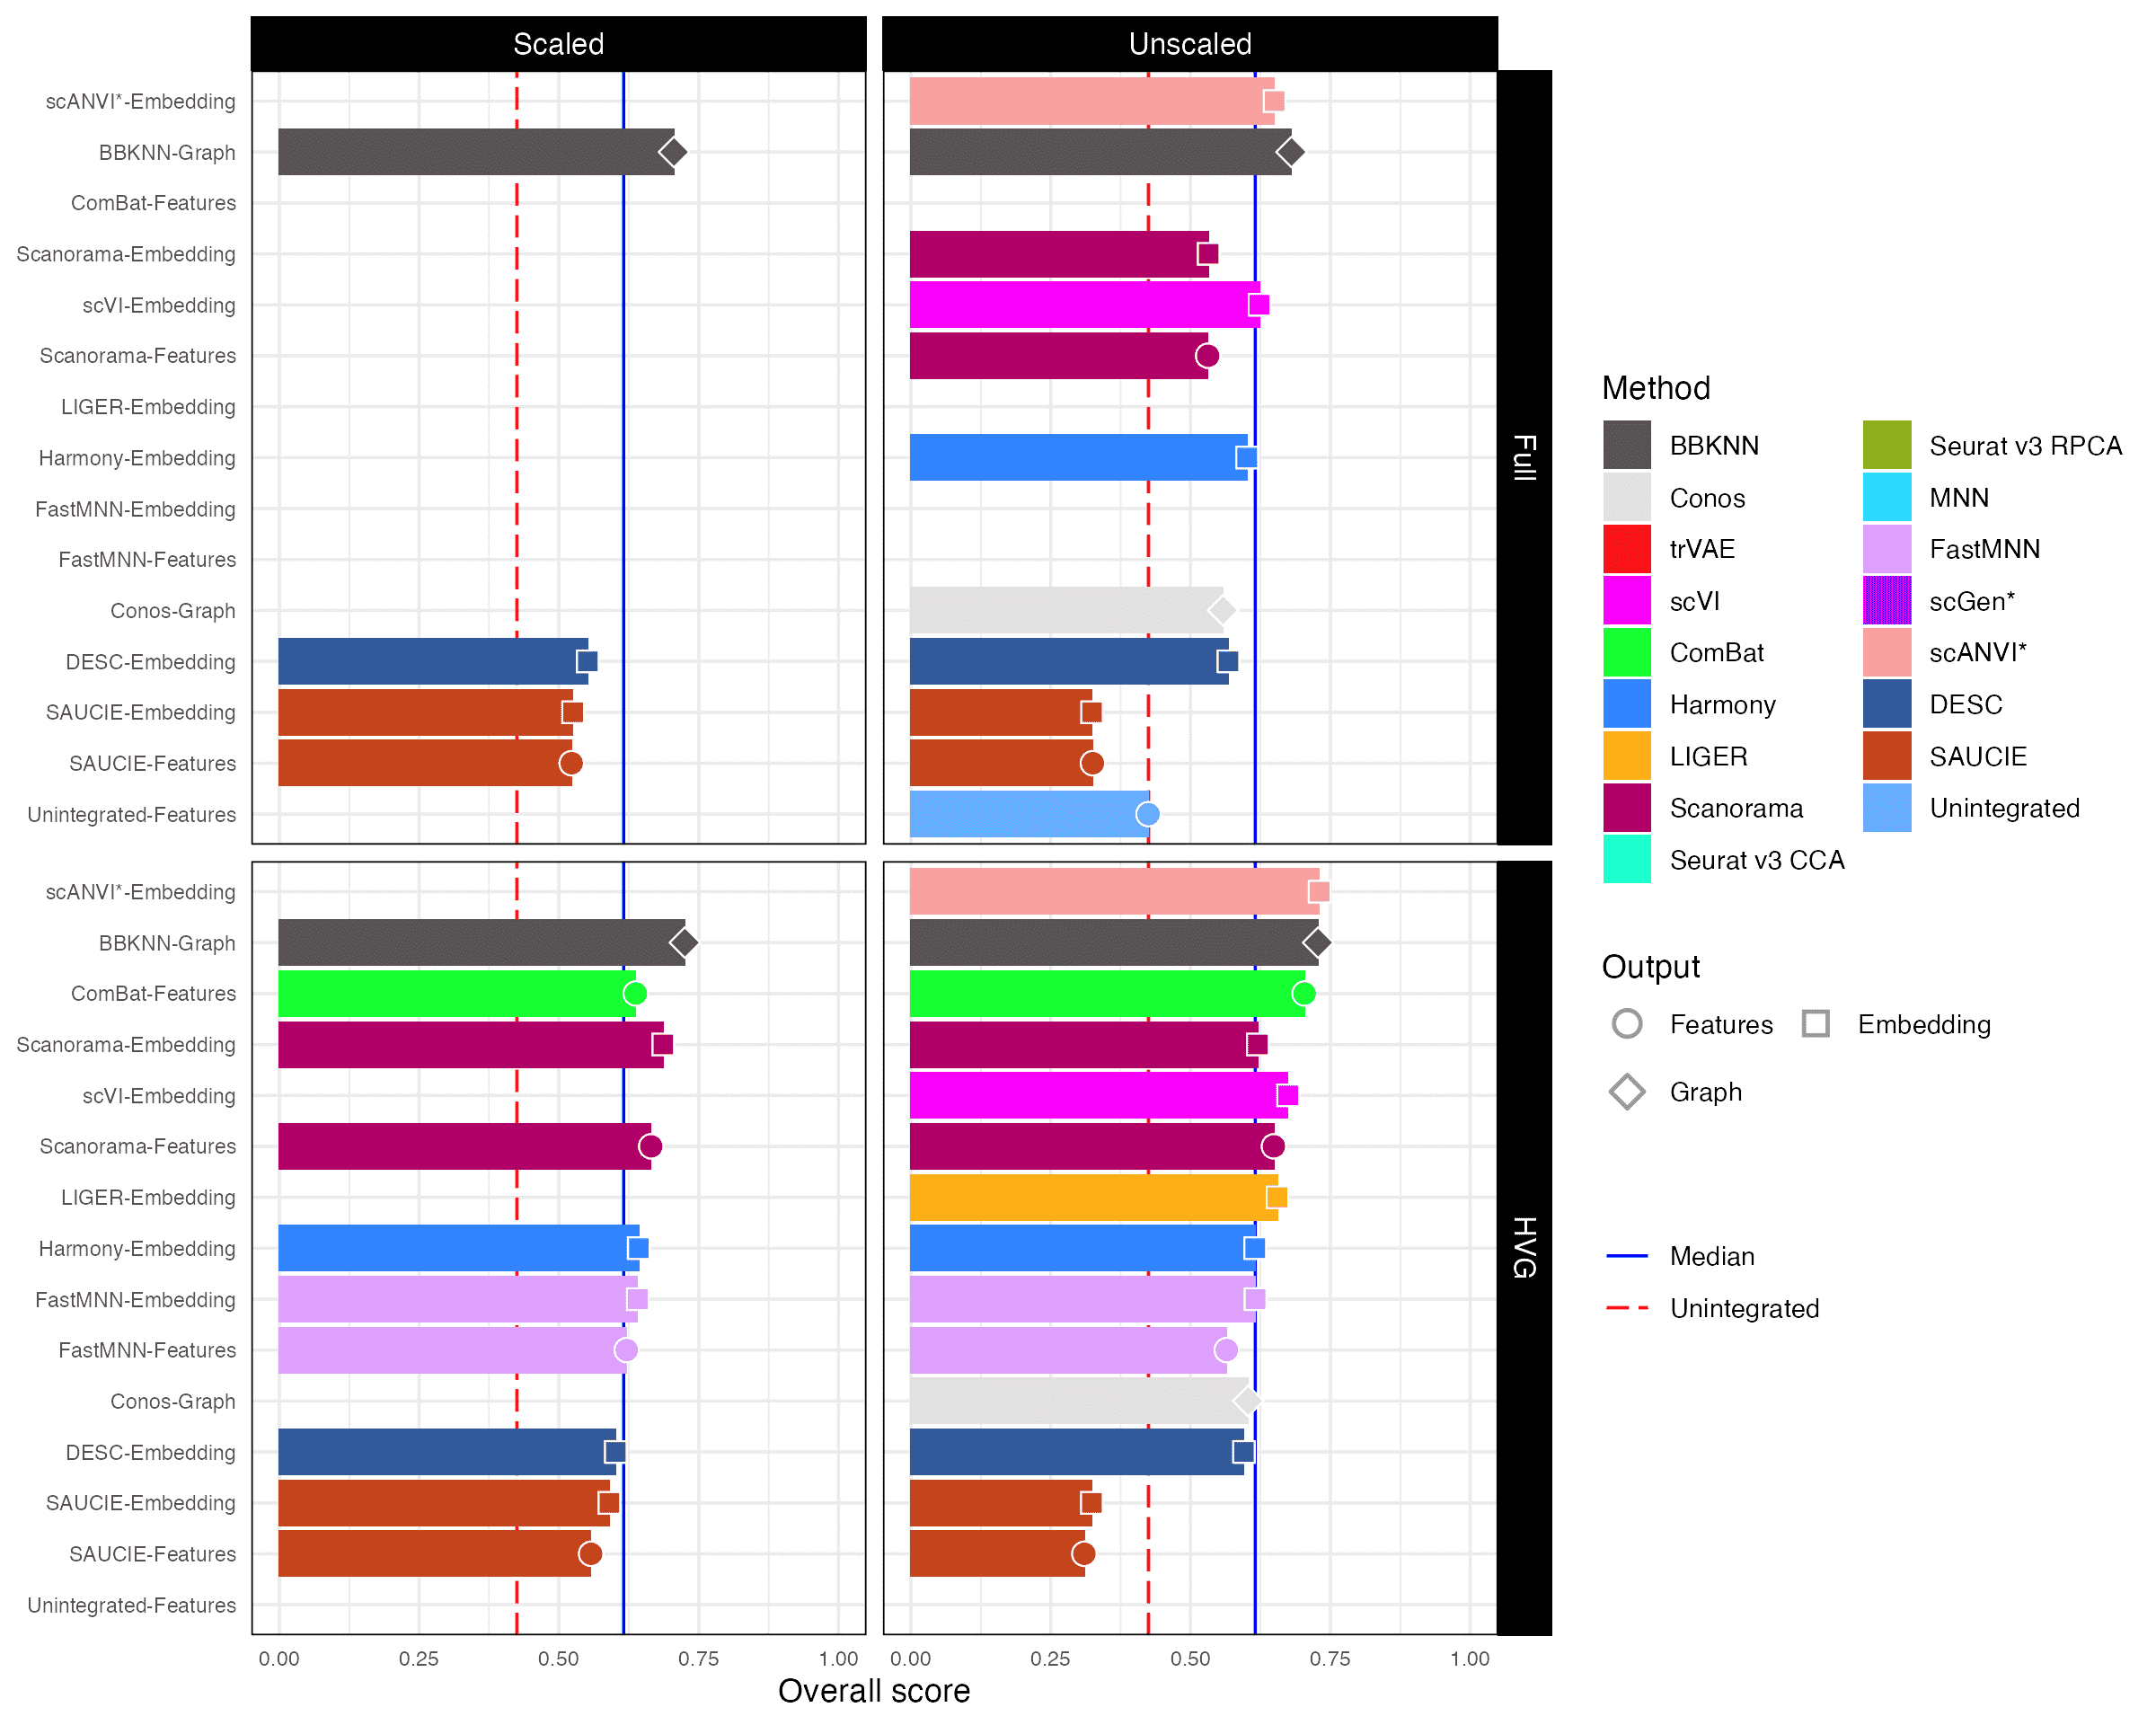 Scaled
Unscaled
scANVI*-Embedding
BBKNN-Graph
ComBat-Features
Scanorama-Embedding
scVI-Embedding
Scanorama-Features
LIGER-Embedding
Harmony-Embedding
FastMNN-Embedding
FastMNN-Features
Conos-Graph
DESC-Embedding
SAUCIE-Embedding
SAUCIE-Features
Unintegrated-Features
Full
scANVI*-Embedding
BBKNN-Graph
ComBat-Features
Scanorama-Embedding
scVI-Embedding
Scanorama-Features
LIGER-Embedding
Harmony-Embedding
FastMNN-Embedding
FastMNN-Features
Conos-Graph
DESC-Embedding
SAUCIE-Embedding
SAUCIE-Features
Unintegrated-Features
HVG
0.00 0.25 0.50 0.75 1.00
0.00 0.25 0.50 0.75 1.00
Overall score
Method
BBKNN
Conos
trVAE
scVI
ComBat
Harmony
LIGER
Scanorama
Seurat v3 CCA
Seurat v3 RPCA
MNN
FastMNN
scGen*
scANVI*
DESC
SAUCIE
Unintegrated
Output
Features
Embedding
Graph
Median
Unintegrated